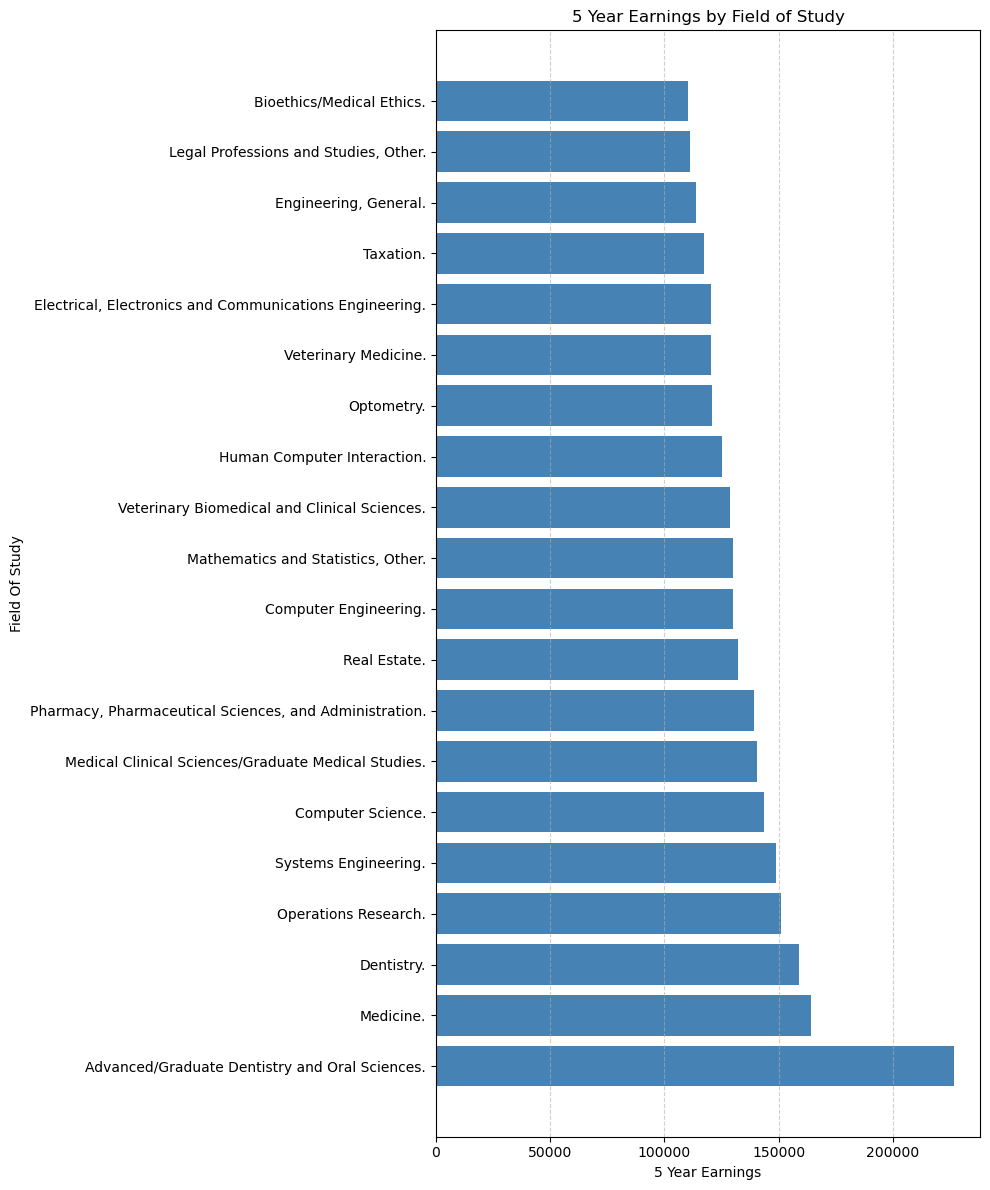 5 Year Earnings by Field of Study
Bioethics/Medical Ethics.
Legal Professions and Studies, Other.
Engineering, General.
Taxation.
Electrical, Electronics and Communications Engineering.
Veterinary Medicine.
Optometry.
Human Computer Interaction.
Veterinary Biomedical and Clinical Sciences.
Mathematics and Statistics, Other.
Computer Engineering.
Real Estate.
Pharmacy, Pharmaceutical Sciences, and Administration.
Medical Clinical Sciences/Graduate Medical Studies.
Computer Science.
Systems Engineering.
Operations Research.
Dentistry.
Medicine.
Advanced/Graduate Dentistry and Oral Sciences.
Field Of Study
0 50000 100000 150000 200000
5 Year Earnings